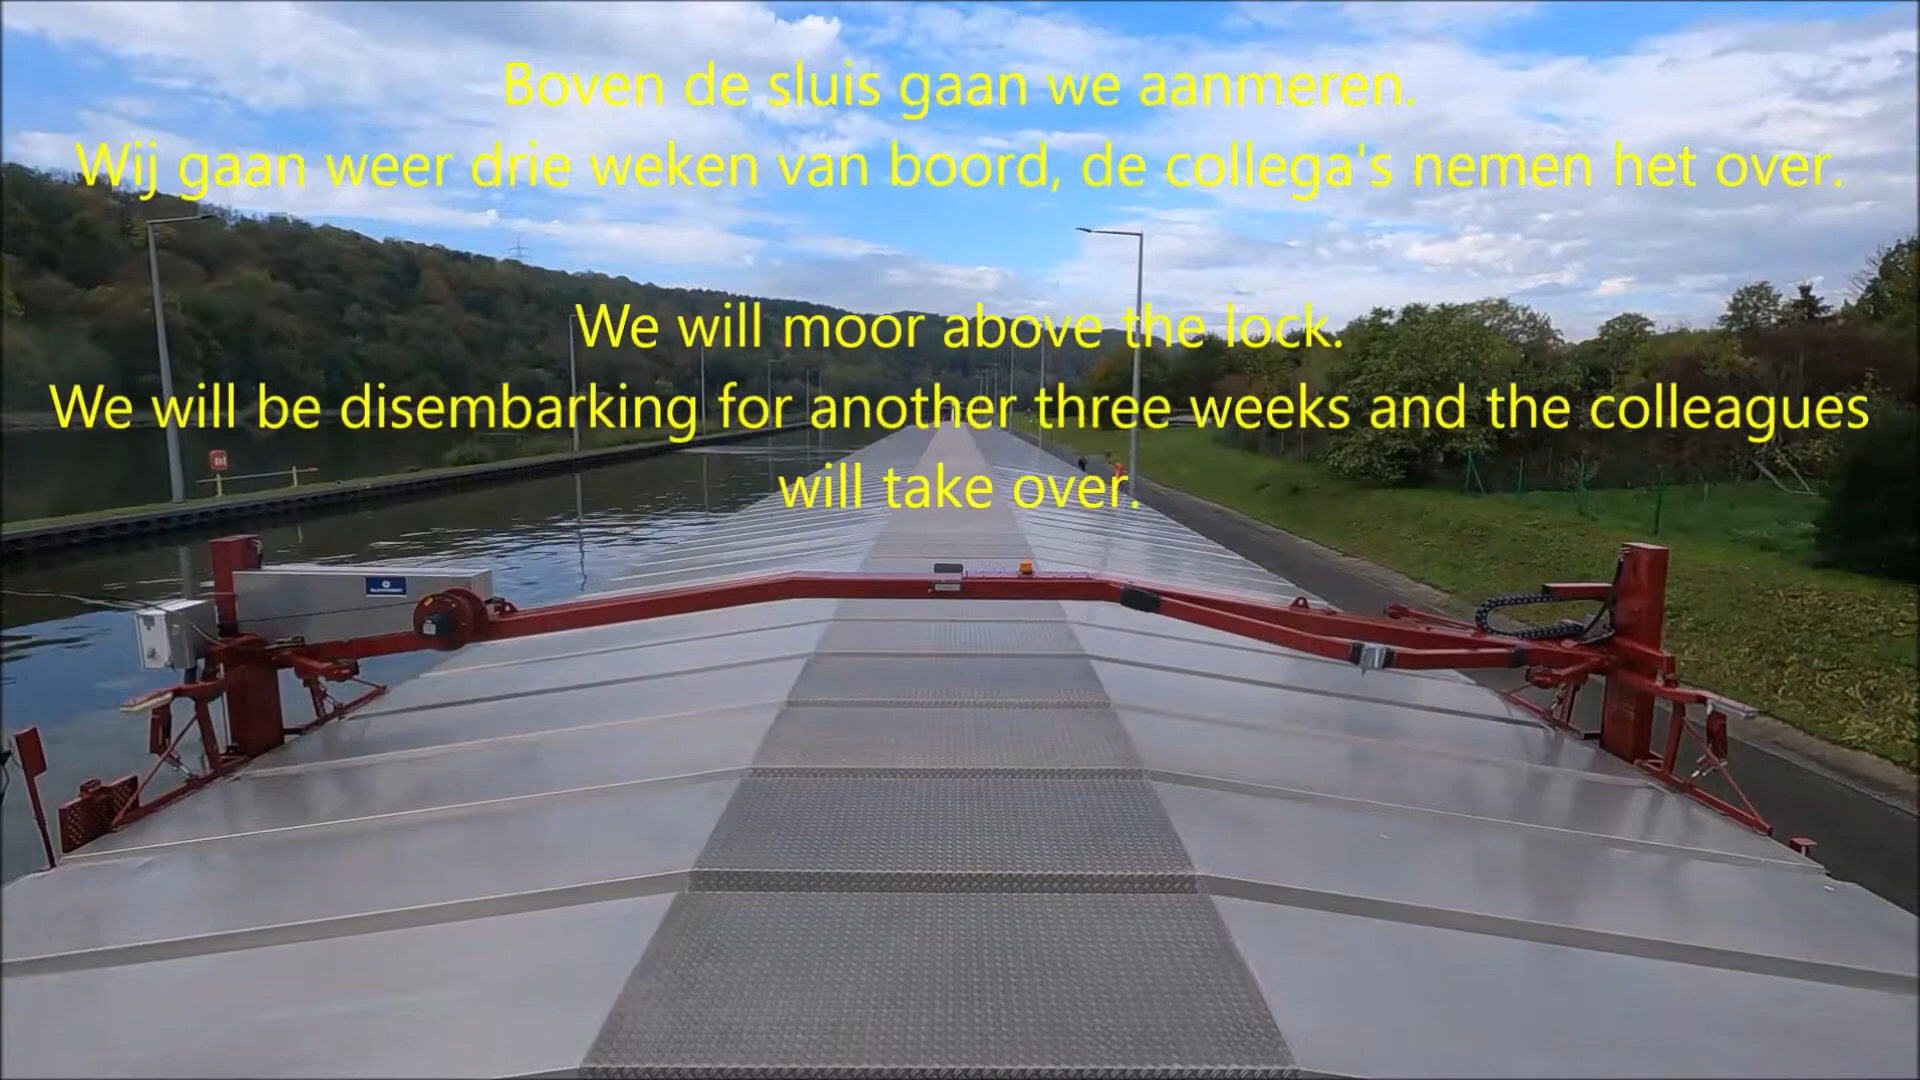 Boven de sluis gaan we aanmeren.
Wij gaan weer drie weken van boord, de collega's nemen het over.
We will moor above the lock.
We will be disembarking for another three weeks and the colleagues
will take over.